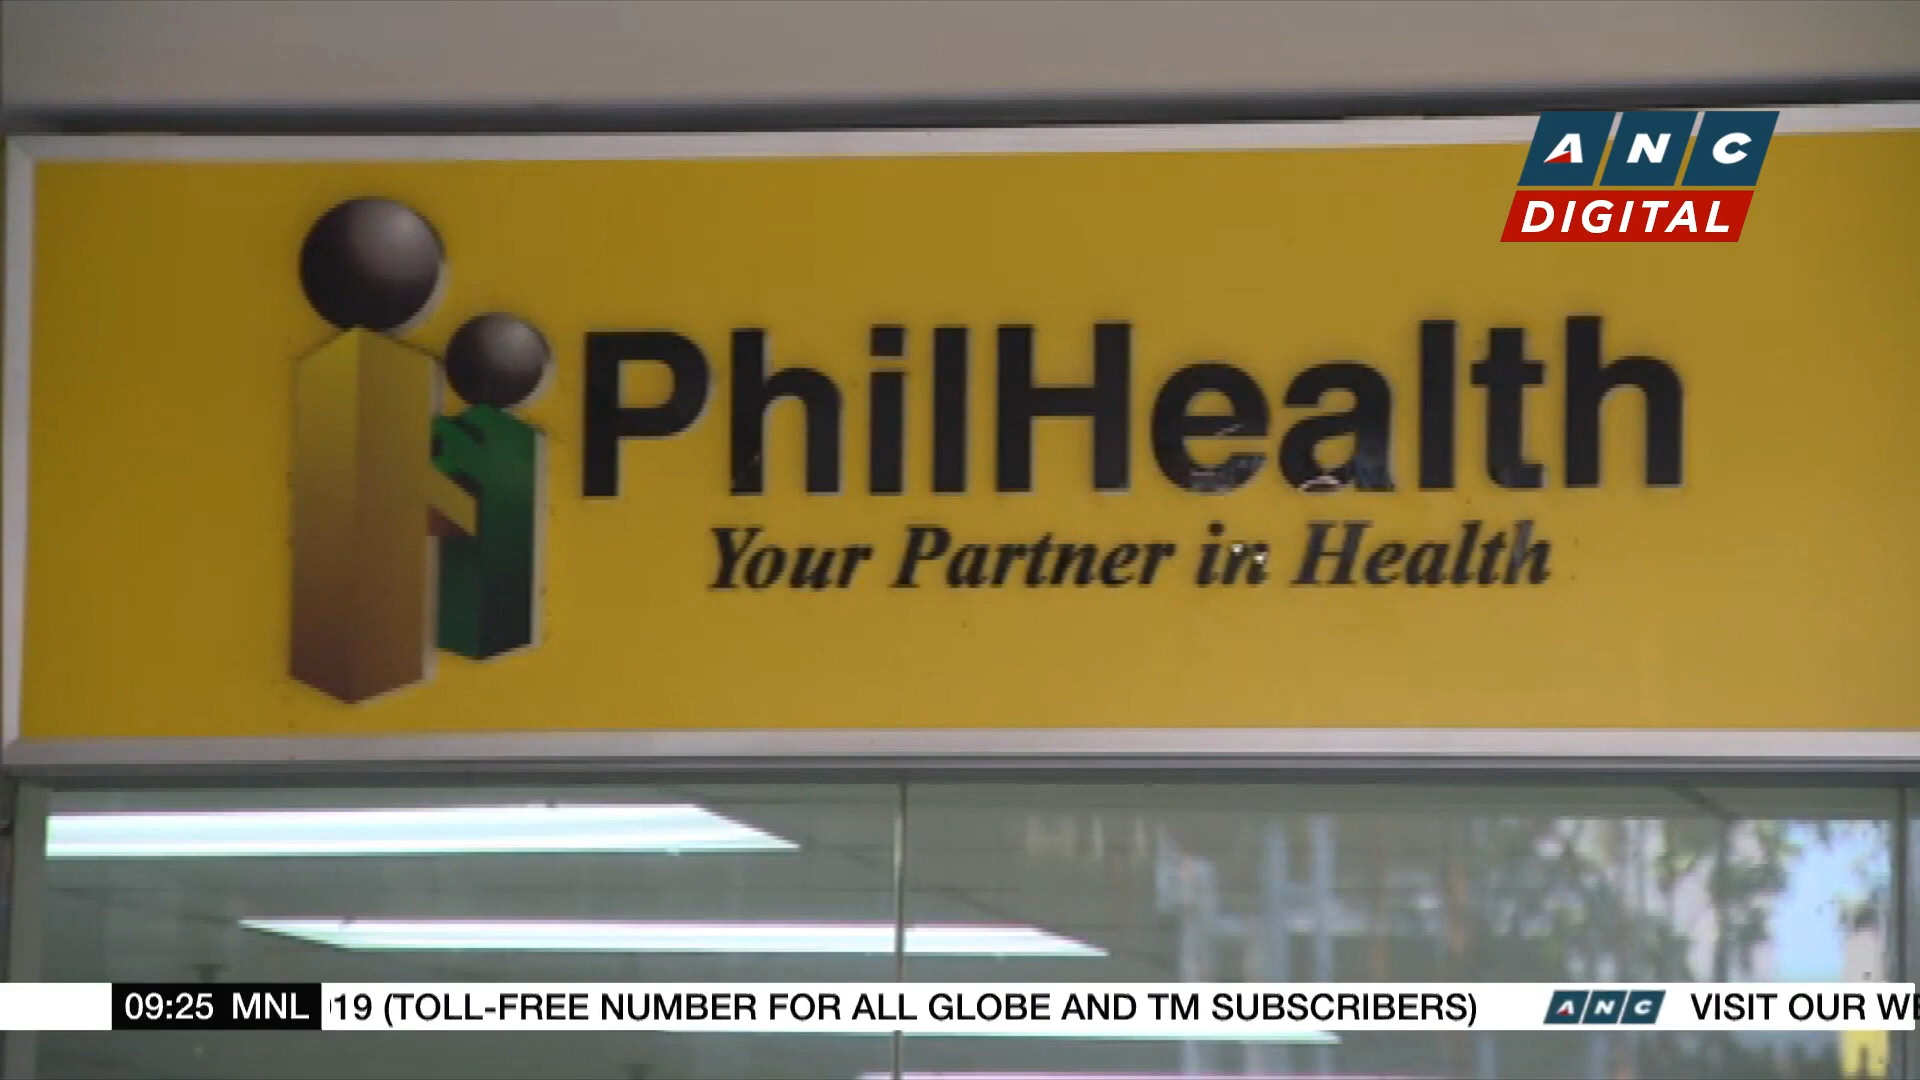 ANC
DIGITAL
PhilHealth
Your Partner in Health
09:25 MNL
19 (TOLL-FREE NUMBER FOR ALL GLOBE AND TM SUBSCRIBERS)
ANC
VISIT OUR